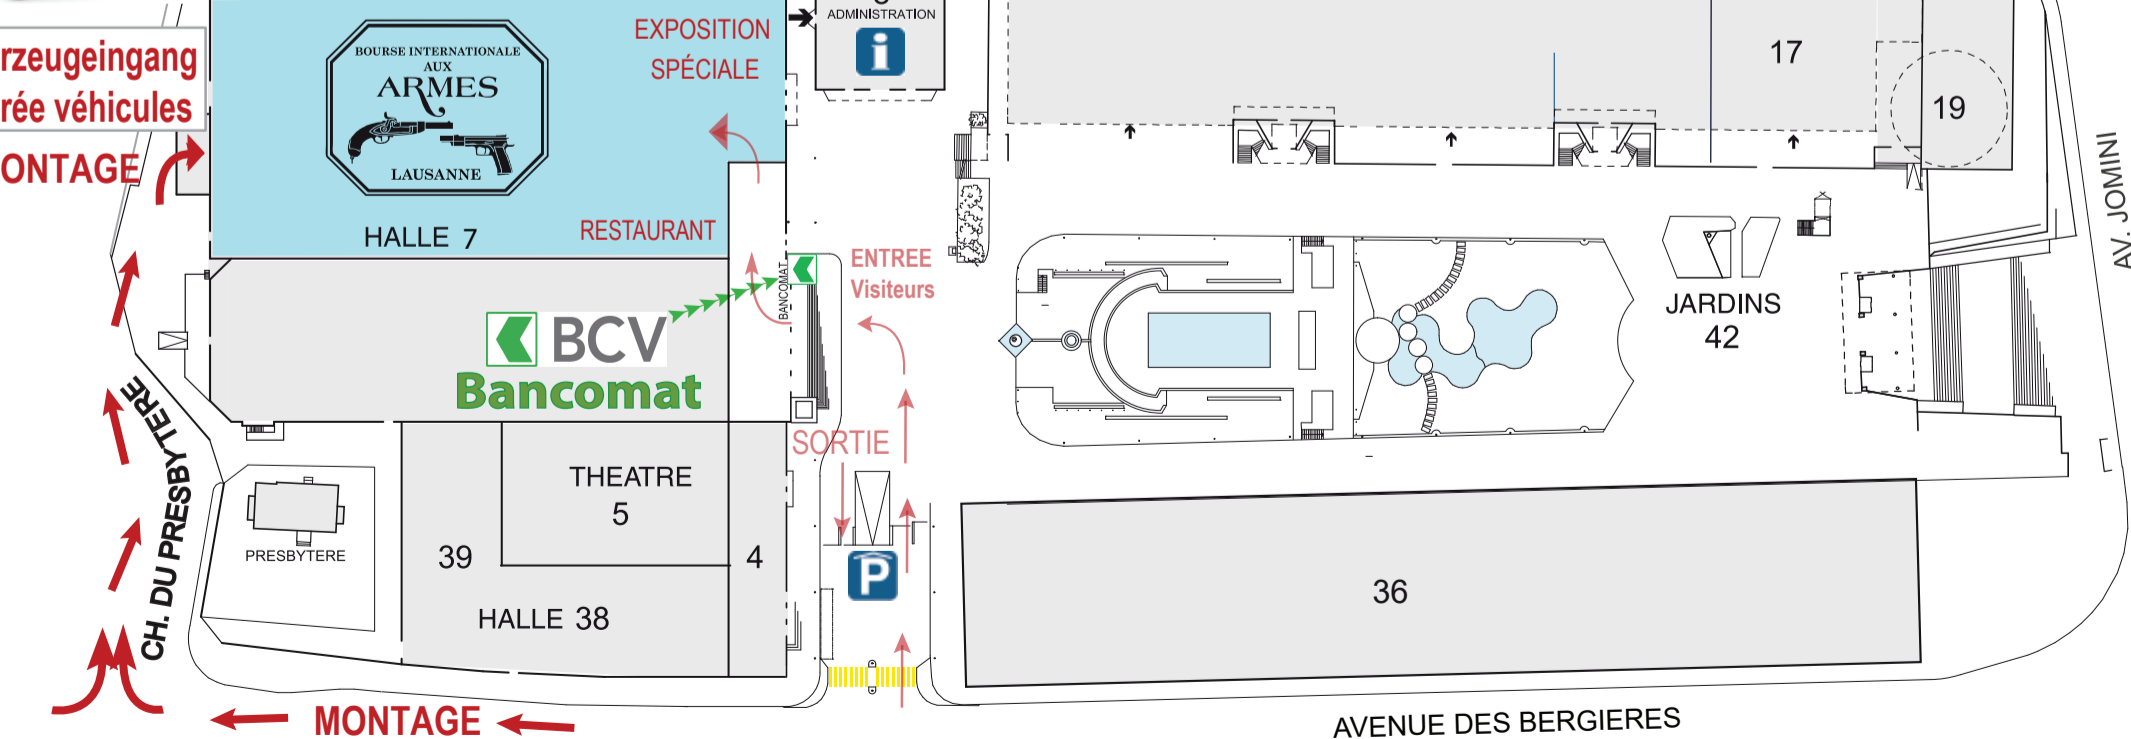 rzeugeingang
rée véhicules
ONTAGE
BOURSE INTERNATIONALE
AUX
ARMES
LAUSANNE
HALLE 7
EXPOSITION
SPÉCIALE
RESTAURANT
ADMINISTRATION
i
17
19
AV. JOMINI
BANCOMAT
ENTREE
Visiteurs
BCV
Bancomat
JARDINS
42
CH. DU PRESBYTERE
SORTIE
THEATRE
5
PRESBYTERE
39
4
HALLE 38
P
36
MONTAGE
AVENUE DES BERGIERES